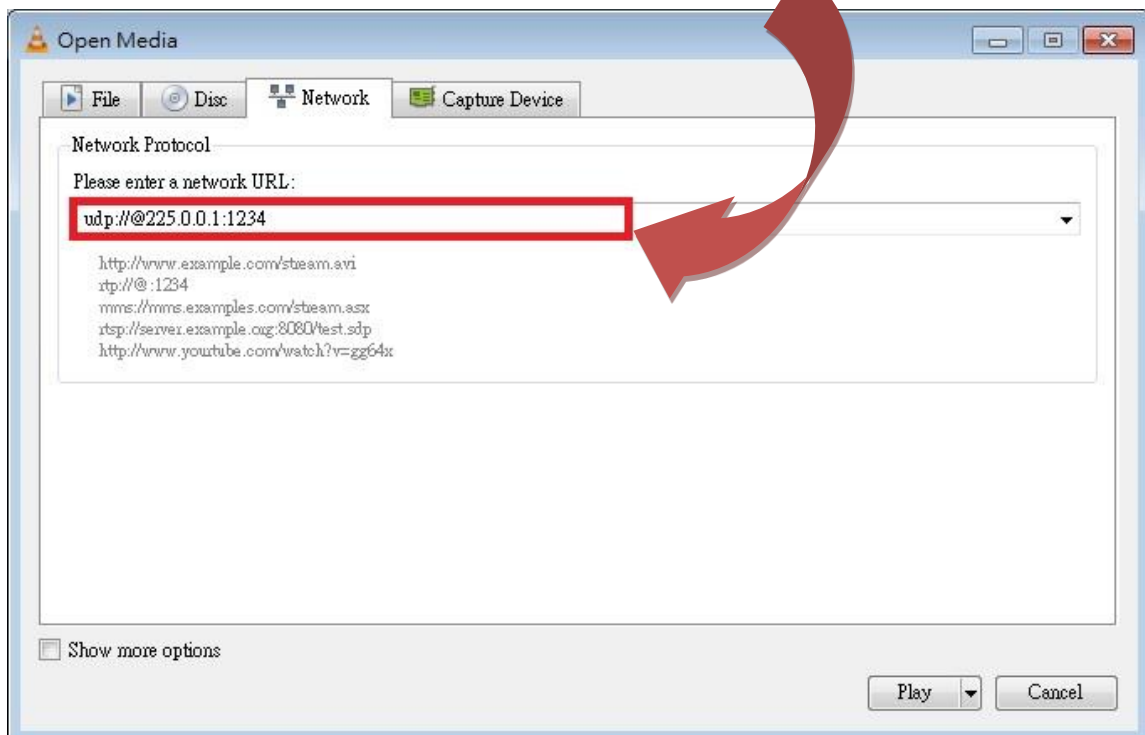 Open Media
File Disc Network Capture Device
Network Protocol
Please enter a network URL:
udp://@225.0.0.1:1234
http://www.example.com/stream.avi
rtp://@:1234
mms://mms.examples.com/stream.asx
rtsp://server.example.org:8080/test.sdp
http://www.yourtube.com/watch?v=gg64x
Show more options
Play Cancel